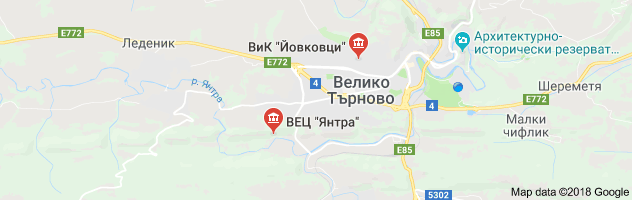 E772
Леденик
ВиК "Йовковци"
E85
Архитектурно-
исторически резерват...
E772
р. Янтра
4
Велико
Търново
Шереметя
4
E772
ВЕЦ "Янтра"
Малки
чифлик
E85
5302
Map data ©2018 Google